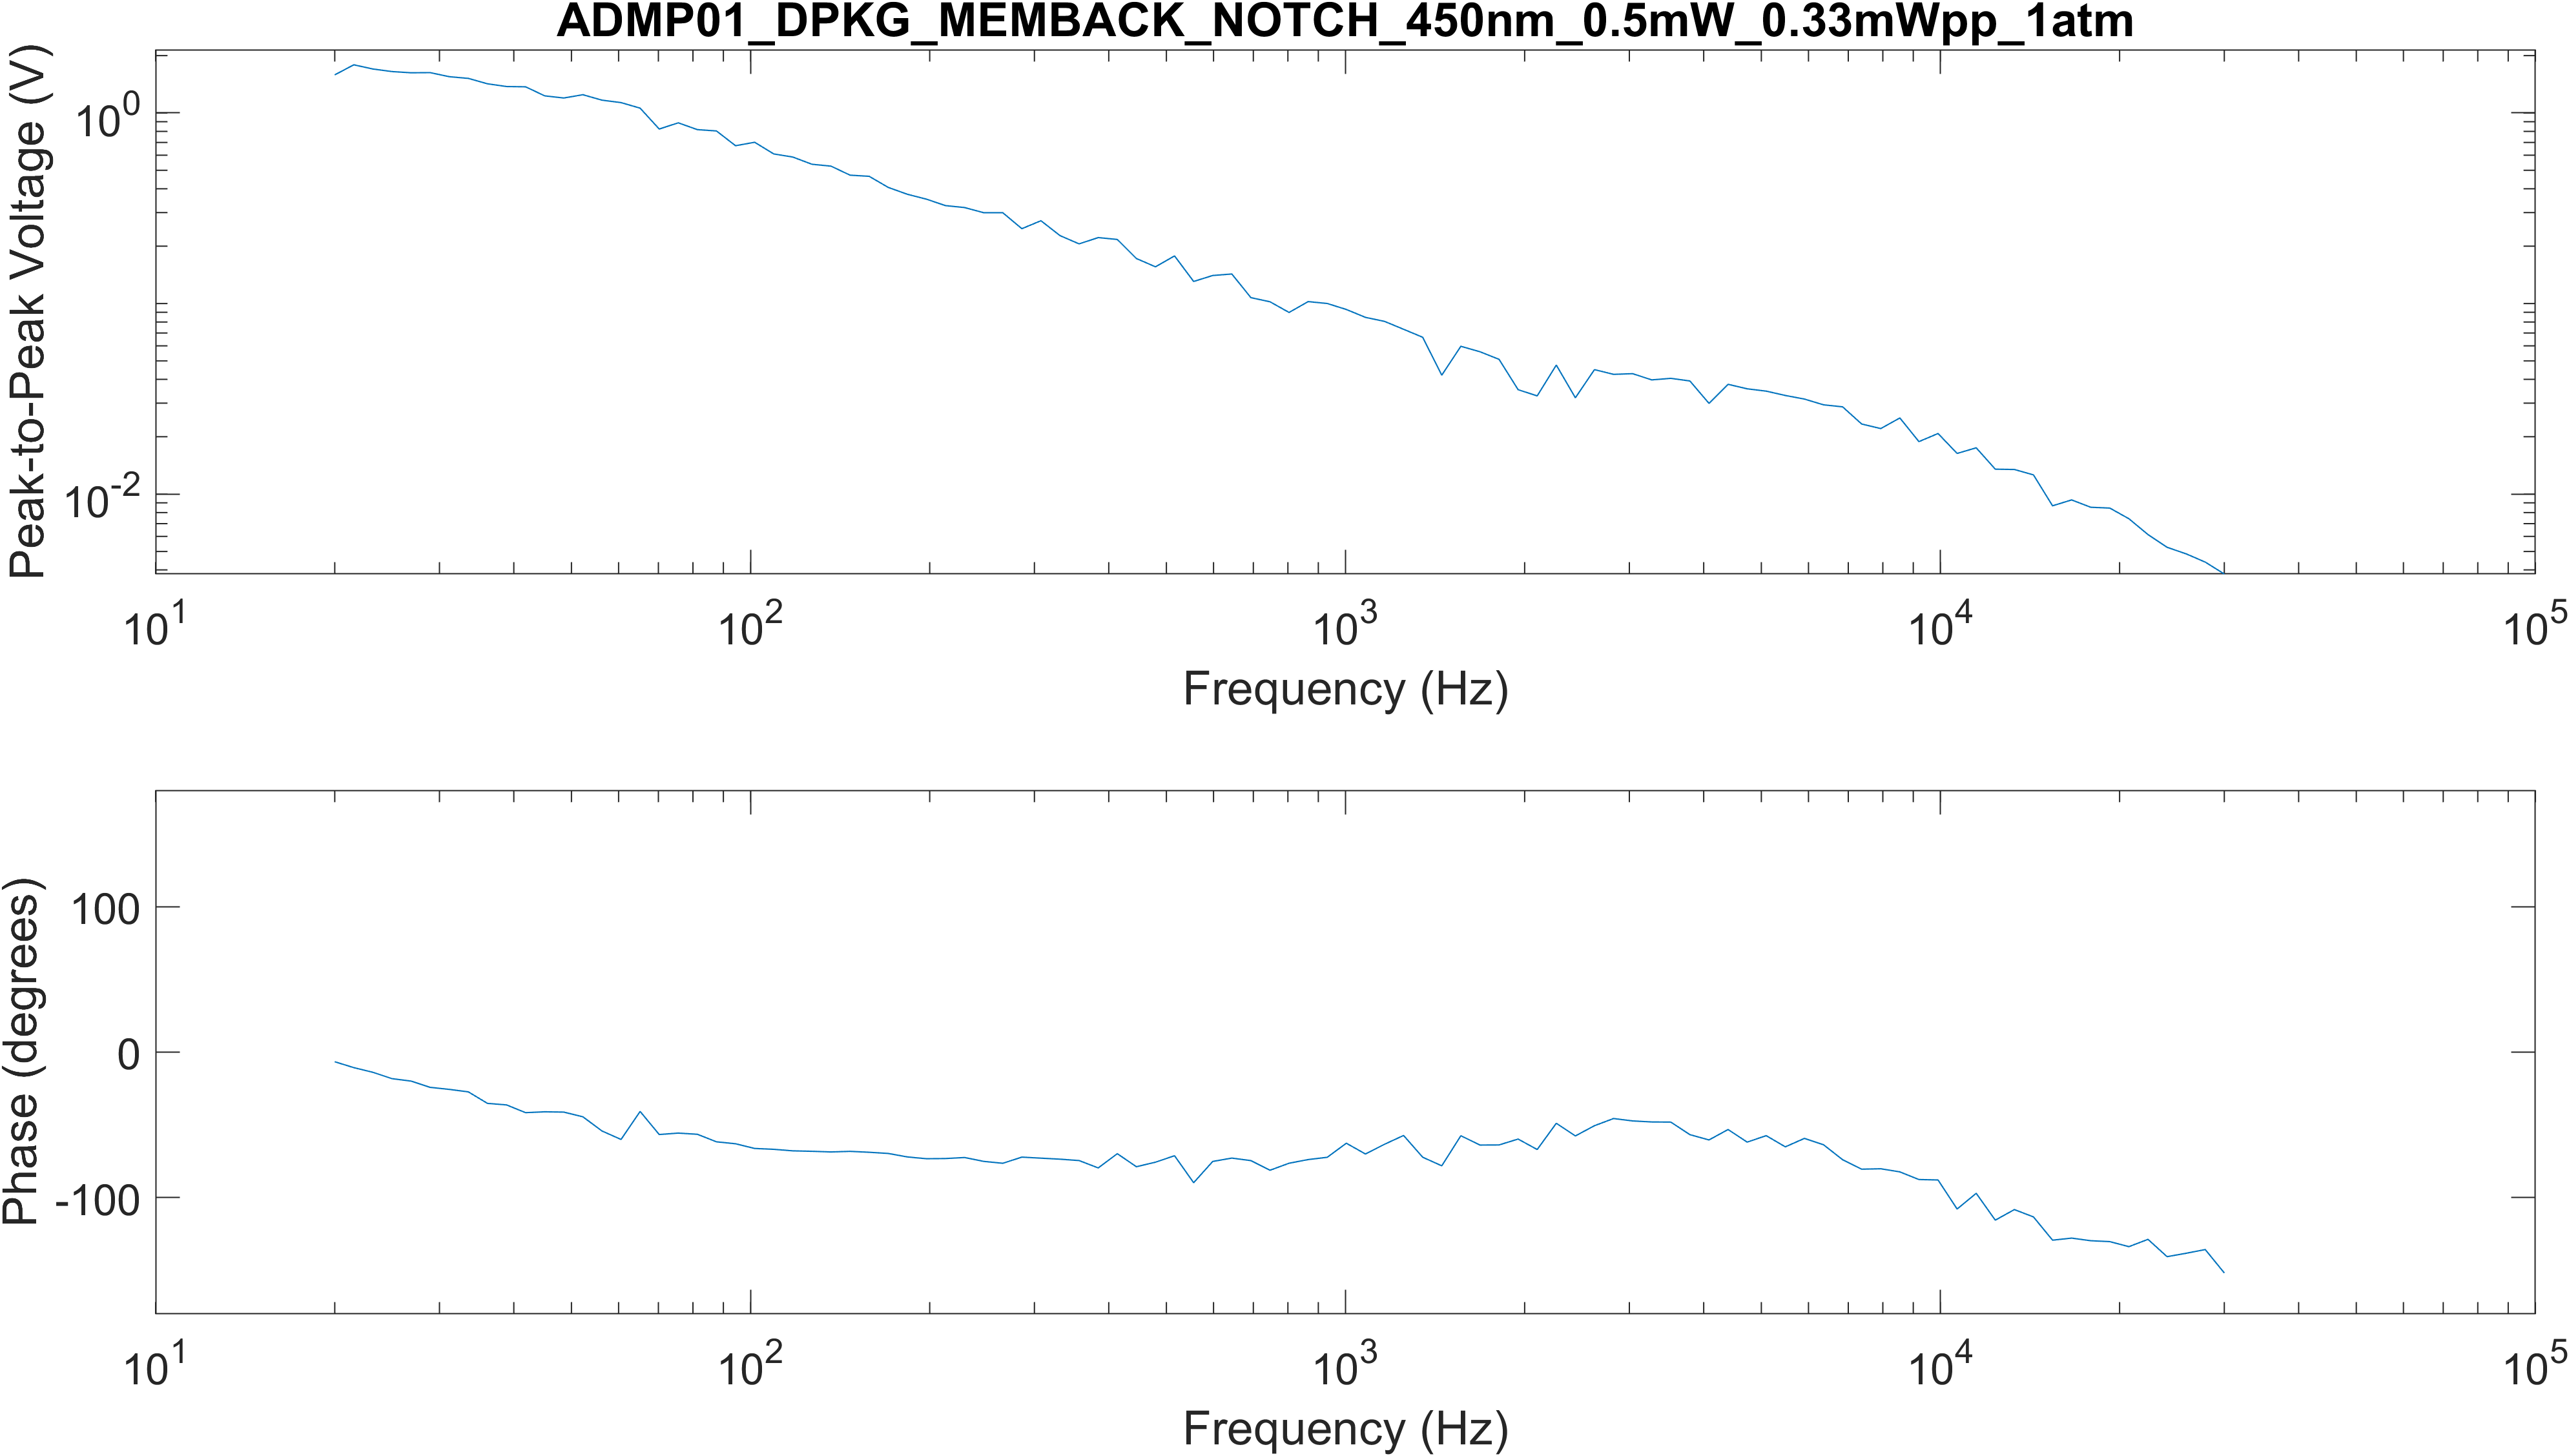 ADMP01_DPKG_MEMBACK_NOTCH_450nm_0.5mW_0.33mWpp_1atm
Peak-to-Peak Voltage (V)
10^0
10^-2
10^1 10^2 10^3 10^4 10^5
Frequency (Hz)
Phase (degrees)
100
0
-100
10^1 10^2 10^3 10^4 10^5
Frequency (Hz)